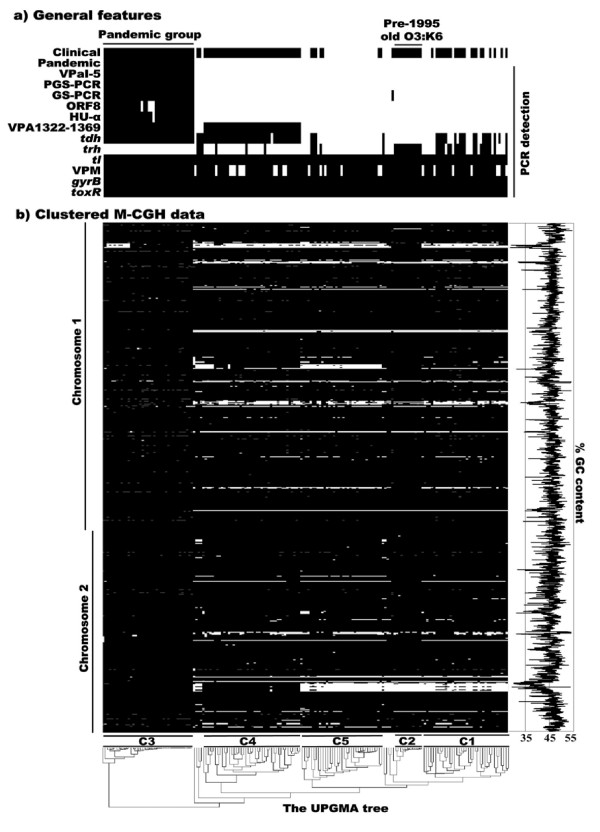 a) General features
Pandemic group
Pre-1995
old O3:K6
Clinical
Pandemic
VPaI-5
PGS-PCR
GS-PCR
ORF8
HU-α
VPA1322-1369
tdh
trh
tl
VPM
gyrB
toxR
PCR detection
b) Clustered M-CGH data
Chromosome 1
Chromosome 2
% GC content
35 45 55
C3 C4 C5 C2 C1
The UPGMA tree